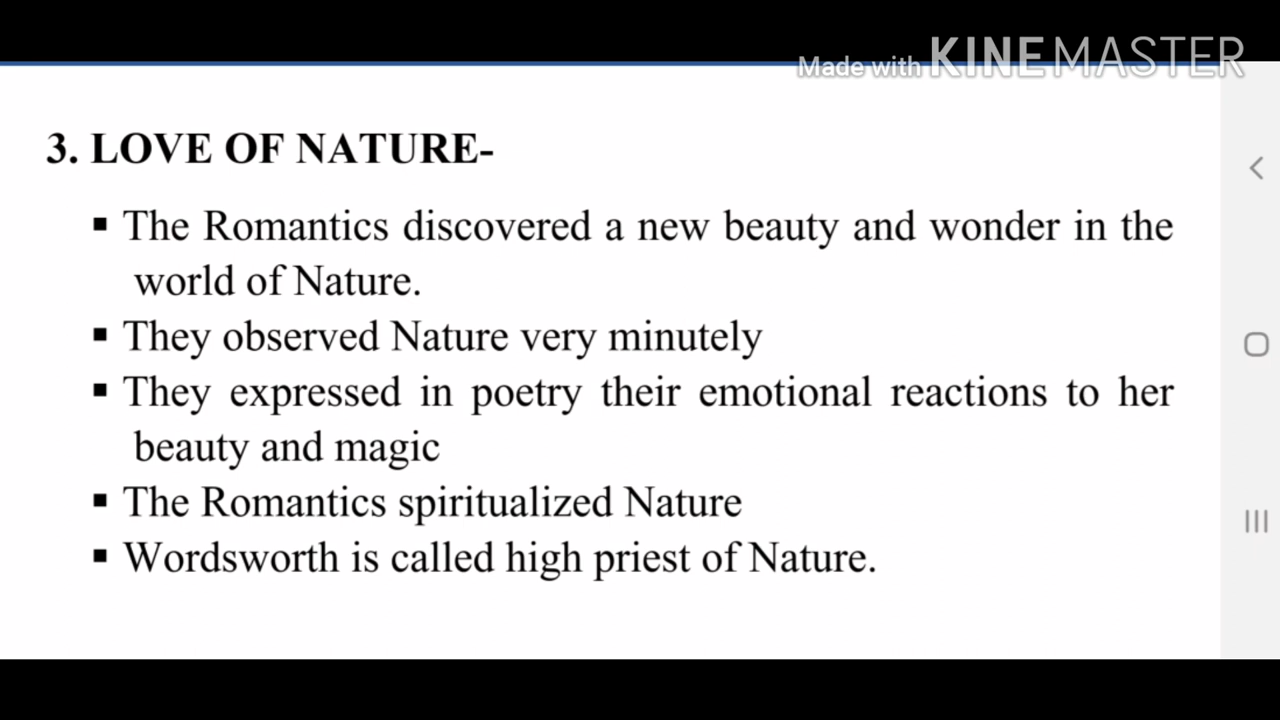 Made with KINEMASTER
3. LOVE OF NATURE-
▪ The Romantics discovered a new beauty and wonder in the
world of Nature.
▪ They observed Nature very minutely
▪ They expressed in poetry their emotional reactions to her
beauty and magic
▪ The Romantics spiritualized Nature
▪ Wordsworth is called high priest of Nature.